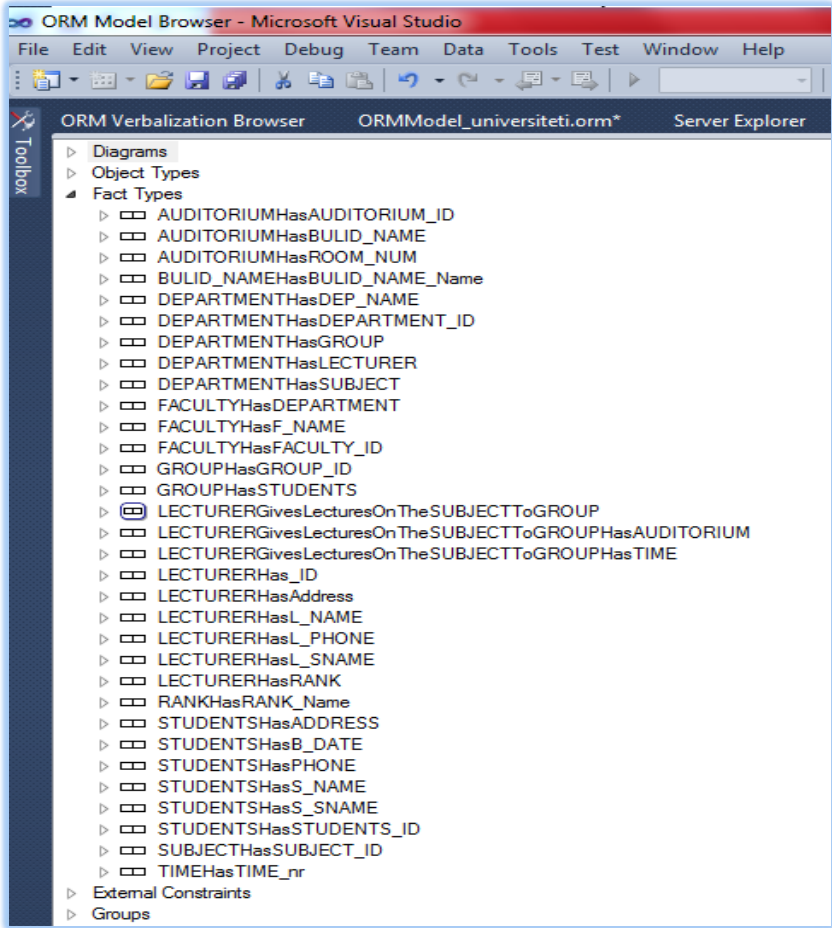 ORM Model Browser - Microsoft Visual Studio
File Edit View Project Debug Team Data Tools Test Window Help
Toolbox
ORM Verbalization Browser ORMModel_universiteti.orm* Server Explorer
Diagrams
Object Types
Fact Types
AUDITORIUMHasAUDITORIUM_ID
AUDITORIUMHasBULID_NAME
AUDITORIUMHasROOM_NUM
BULID_NAMEHasBULID_NAME_Name
DEPARTMENTHasDEP_NAME
DEPARTMENTHasDEPARTMENT_ID
DEPARTMENTHasGROUP
DEPARTMENTHasLECTURER
DEPARTMENTHasSUBJECT
FACULTYHasDEPARTMENT
FACULTYHasF_NAME
FACULTYHasFACULTY_ID
GROUPHasGROUP_ID
GROUPHasSTUDENTS
LECTURERGivesLecturesOnTheSUBJECTToGROUP
LECTURERGivesLecturesOnTheSUBJECTToGROUPHasAUDITORIUM
LECTURERGivesLecturesOnTheSUBJECTToGROUPHasTIME
LECTURERHas_ID
LECTURERHasAddress
LECTURERHasL_NAME
LECTURERHasL_PHONE
LECTURERHasL_SNAME
LECTURERHasRANK
RANKHasRANK_Name
STUDENTSHasADDRESS
STUDENTSHasB_DATE
STUDENTSHasPHONE
STUDENTSHasS_NAME
STUDENTSHasS_SNAME
STUDENTSHasSTUDENTS_ID
SUBJECTHasSUBJECT_ID
TIMEHasTIME_nr
External Constraints
Groups